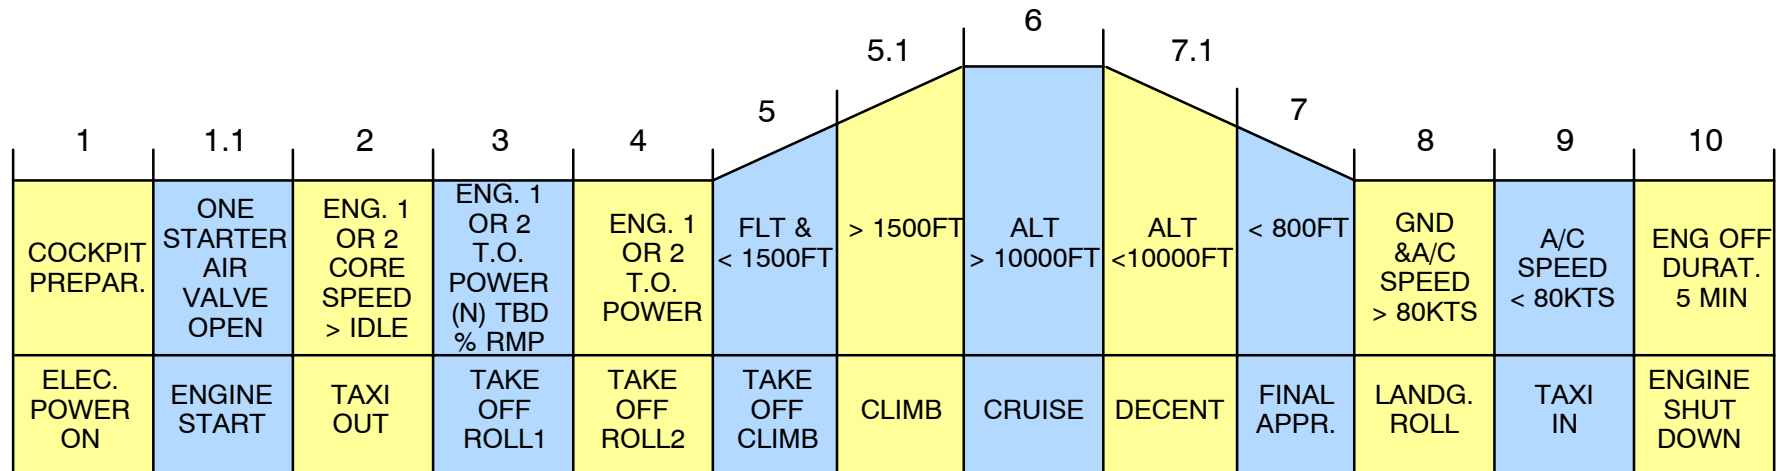 6
5.1
7.1
5
7
1
1.1
2
3
4
8
9
10
COCKPIT
PREPAR.
ONE
STARTER
AIR
VALVE
OPEN
ENG. 1
OR 2
CORE
SPEED
> IDLE
ENG. 1
OR 2
T.O.
POWER
(N) TBD
% RMP
ENG. 1
OR 2
T.O.
POWER
FLT &
< 1500FT
> 1500FT
ALT
> 10000FT
ALT
<10000FT
< 800FT
GND
&A/C
SPEED
> 80KTS
A/C
SPEED
< 80KTS
ENG OFF
DURAT.
5 MIN
ELEC.
POWER
ON
ENGINE
START
TAXI
OUT
TAKE
OFF
ROLL1
TAKE
OFF
ROLL2
TAKE
OFF
CLIMB
CLIMB
CRUISE
DECENT
FINAL
APPR.
LANDG.
ROLL
TAXI
IN
ENGINE
SHUT
DOWN